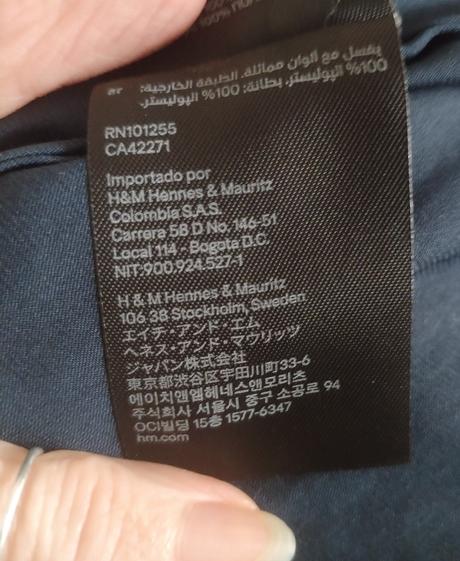 100%
ar يغسل مع ألوان مماثلة. الطبقة الخارجية:
100% اليوليستر. بطانة: 100% اليوليستر.
RN101255
CA42271
Importado por
H&M Hennes & Mauritz
Colombia S.A.S.
Carrera 58 D No. 146-51
Local 114 - Bogota D.C.
NIT:900.924.527-1
H & M Hennes & Mauritz
106 38 Stockholm, Sweden
エイチ・アンド・エム
ヘネス・アンド・マウリッツ
ジャパン株式会社
東京都渋谷区宇田川町33-6
에이치앤엠헤네스앤모리츠
주식회사 서울시 중구 소공로 94
OCI빌딩 15층 1577-6347
hm.com